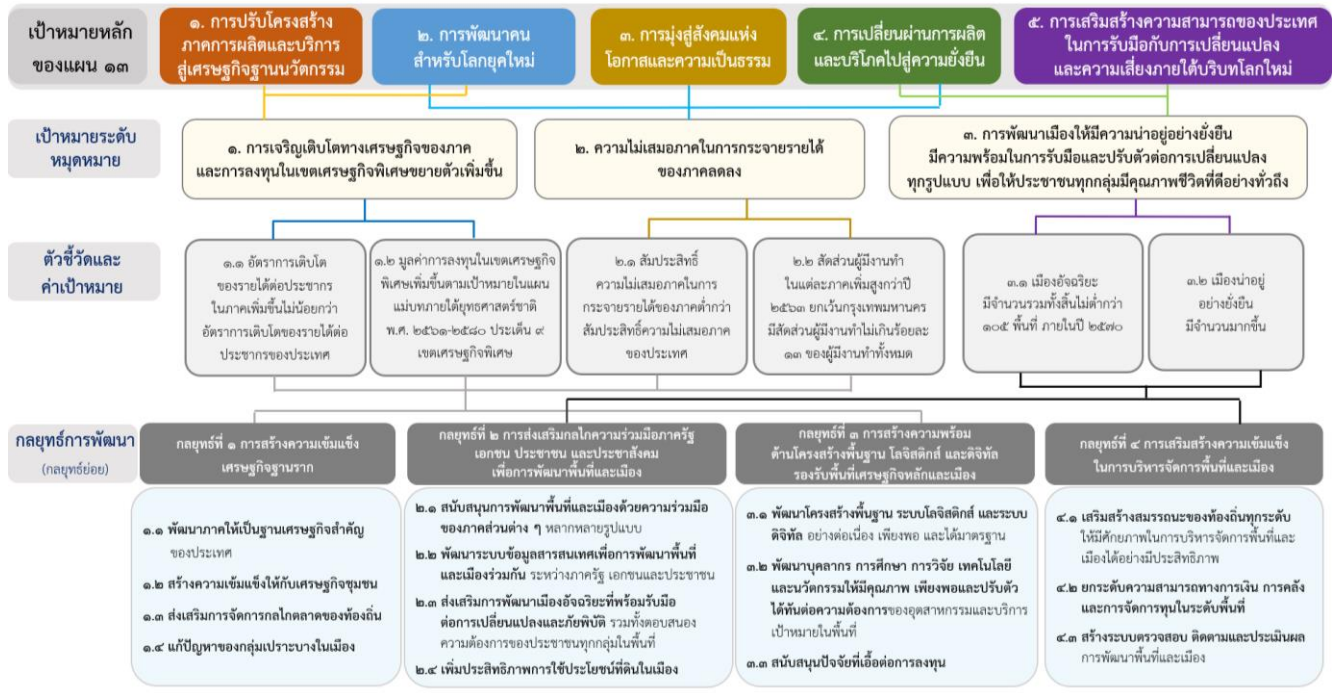 เป้าหมายหลัก
ของแผน ๑๓
๑. การปรับโครงสร้าง
ภาคการผลิตและบริการ
สู่เศรษฐกิจฐานนวัตกรรม
๒. การพัฒนาคน
สำหรับโลกยุคใหม่
๓. การมุ่งสู่สังคมแห่ง
โอกาสและความเป็นธรรม
๔. การเปลี่ยนผ่านการผลิต
และบริโภคไปสู่ความยั่งยืน
๕. การเสริมสร้างความสามารถของประเทศ
ในการรับมือกับการเปลี่ยนแปลง
และความเสี่ยงภายใต้บริบทโลกใหม่
เป้าหมายระดับ
หมุดหมาย
๑. การเจริญเติบโตทางเศรษฐกิจของภาค
และการลงทุนในเขตเศรษฐกิจพิเศษขยายตัวเพิ่มขึ้น
๒. ความไม่เสมอภาคในการกระจายรายได้
ของภาคลดลง
๓. การพัฒนาเมืองให้มีความน่าอยู่อย่างยั่งยืน
มีความพร้อมในการรับมือและปรับตัวต่อการเปลี่ยนแปลง
ทุกรูปแบบ เพื่อให้ประชาชนทุกกลุ่มมีคุณภาพชีวิตที่ดีอย่างทั่วถึง
ตัวชี้วัดและ
ค่าเป้าหมาย
๑.๑ อัตราการเติบโต
ของรายได้ต่อประชากร
ในภาคเพิ่มขึ้นไม่น้อยกว่า
อัตราการเติบโตของรายได้ต่อ
ประชากรของประเทศ
๑.๒ มูลค่าการลงทุนในเขตเศรษฐกิจ
พิเศษเพิ่มขึ้นตามเป้าหมายในแผน
แม่บทภายใต้ยุทธศาสตร์ชาติ
พ.ศ. ๒๕๖๑-๒๕๘๐ ประเด็น ๙
เขตเศรษฐกิจพิเศษ
๒.๑ สัมประสิทธิ์
ความไม่เสมอภาคในการ
กระจายรายได้ของภาคต่ำกว่า
สัมประสิทธิ์ความไม่เสมอภาค
ของประเทศ
๒.๒ สัดส่วนผู้มีงานทำ
ในแต่ละภาคเพิ่มสูงกว่าปี
๒๕๖๓ ยกเว้นกรุงเทพมหานคร
มีสัดส่วนผู้มีงานทำไม่เกินร้อยละ
๑๓ ของผู้มีงานทำทั้งหมด
๓.๑ เมืองอัจฉริยะ
มีจำนวนรวมทั้งสิ้นไม่ต่ำกว่า
๑๐๕ พื้นที่ ภายในปี ๒๕๗๐
๓.๒ เมืองน่าอยู่
อย่างยั่งยืน
มีจำนวนมากขึ้น
กลยุทธ์การพัฒนา
(กลยุทธ์ย่อย)
กลยุทธ์ที่ ๑ การสร้างความเข้มแข็ง
เศรษฐกิจฐานราก
๑.๑ พัฒนาภาคให้เป็นฐานเศรษฐกิจสำคัญ
ของประเทศ
๑.๒ สร้างความเข้มแข็งให้กับเศรษฐกิจชุมชน
๑.๓ ส่งเสริมการจัดการกลไกตลาดของท้องถิ่น
๑.๔ แก้ปัญหาของกลุ่มเปราะบางในเมือง
กลยุทธ์ที่ ๒ การส่งเสริมกลไกความร่วมมือภาครัฐ
เอกชน ประชาชน และประชาสังคม
เพื่อการพัฒนาพื้นที่และเมือง
๒.๑ สนับสนุนการพัฒนาพื้นที่และเมืองด้วยความร่วมมือ
ของภาคส่วนต่าง ๆ หลากหลายรูปแบบ
๒.๒ พัฒนาระบบข้อมูลสารสนเทศเพื่อการพัฒนาพื้นที่
และเมืองร่วมกัน ระหว่างภาครัฐ เอกชนและประชาชน
๒.๓ ส่งเสริมการพัฒนาเมืองอัจฉริยะที่พร้อมรับมือ
ต่อการเปลี่ยนแปลงและภัยพิบัติ รวมทั้งตอบสนอง
ความต้องการของประชาชนทุกกลุ่มในพื้นที่
๒.๔ เพิ่มประสิทธิภาพการใช้ประโยชน์ที่ดินในเมือง
กลยุทธ์ที่ ๓ การสร้างความพร้อม
ด้านโครงสร้างพื้นฐาน โลจิสติกส์ และดิจิทัล
รองรับพื้นที่เศรษฐกิจหลักและเมือง
๓.๑ พัฒนาโครงสร้างพื้นฐาน ระบบโลจิสติกส์ และระบบ
ดิจิทัล อย่างต่อเนื่อง เพียงพอ และได้มาตรฐาน
๓.๒ พัฒนาบุคลากร การศึกษา การวิจัย เทคโนโลยี
และนวัตกรรมให้มีคุณภาพ เพียงพอและปรับตัว
ได้ทันต่อความต้องการของอุตสาหกรรมและบริการ
เป้าหมายในพื้นที่
๓.๓ สนับสนุนปัจจัยที่เอื้อต่อการลงทุน
กลยุทธ์ที่ ๔ การเสริมสร้างความเข้มแข็ง
ในการบริหารจัดการพื้นที่และเมือง
๔.๑ เสริมสร้างสมรรถนะของท้องถิ่นทุกระดับ
ให้มีศักยภาพในการบริหารจัดการพื้นที่และ
เมืองได้อย่างมีประสิทธิภาพ
๔.๒ ยกระดับความสามารถทางการเงิน การคลัง
และการจัดการทุนในระดับพื้นที่
๔.๓ สร้างระบบตรวจสอบ ติดตามและประเมินผล
การพัฒนาพื้นที่และเมือง